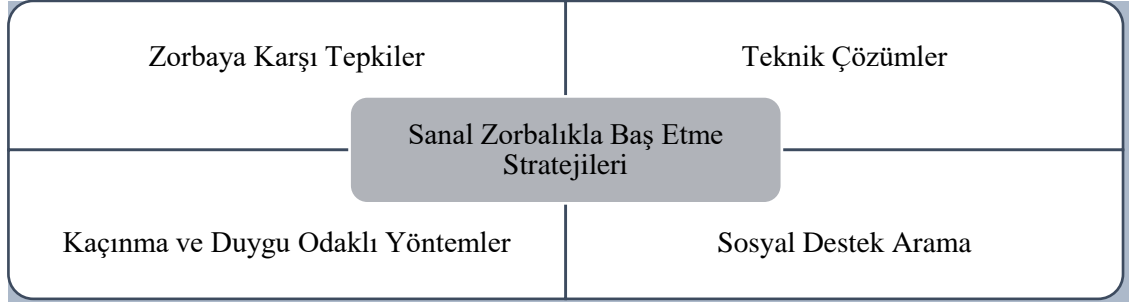 Zorbaya Karşı Tepkiler
Teknik Çözümler
Sanal Zorbalıkla Baş Etme
Stratejileri
Kaçınma ve Duygu Odaklı Yöntemler
Sosyal Destek Arama